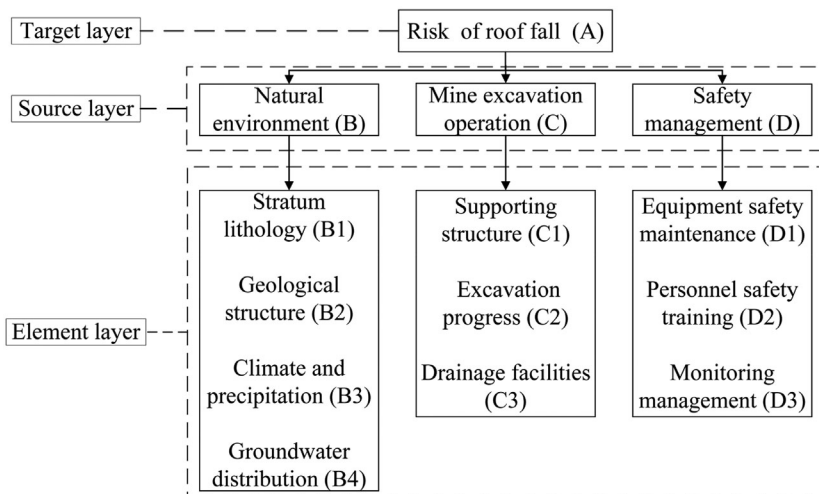 Target layer
Risk of roof fall (A)
Source layer
Natural
environment (B)
Mine excavation
operation (C)
Safety
management (D)
Element layer
Stratum
lithology (B1)
Geological
structure (B2)
Climate and
precipitation (B3)
Groundwater
distribution (B4)
Supporting
structure (C1)
Excavation
progress (C2)
Drainage facilities
(C3)
Equipment safety
maintenance (D1)
Personnel safety
training (D2)
Monitoring
management (D3)